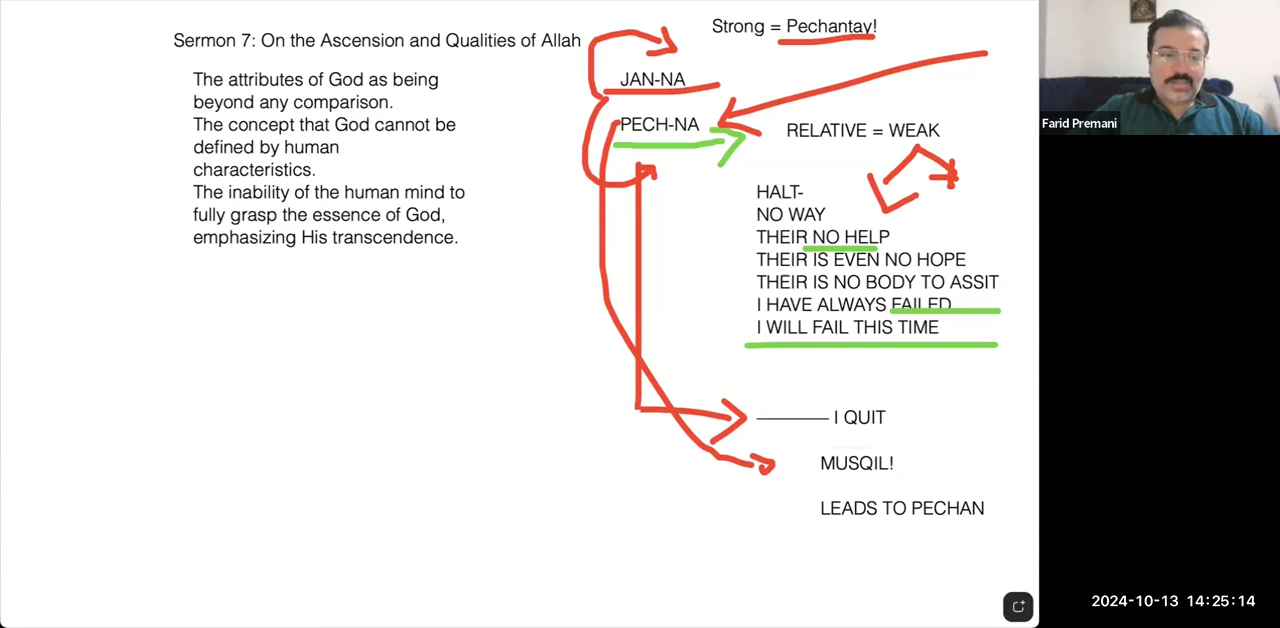 Sermon 7: On the Ascension and Qualities of Allah
The attributes of God as being
beyond any comparison.
The concept that God cannot be
defined by human
characteristics.
The inability of the human mind to
fully grasp the essence of God,
emphasizing His transcendence.
Strong = Pechantay!
JAN-NA
PECH-NA
RELATIVE = WEAK
HALT-
NO WAY
THEIR NO HELP
THEIR IS EVEN NO HOPE
THEIR IS NO BODY TO ASSIT
I HAVE ALWAYS FAILED
I WILL FAIL THIS TIME
———— I QUIT
MUSQIL!
LEADS TO PECHAN
Farid Premani
2024-10-13 14:25:14